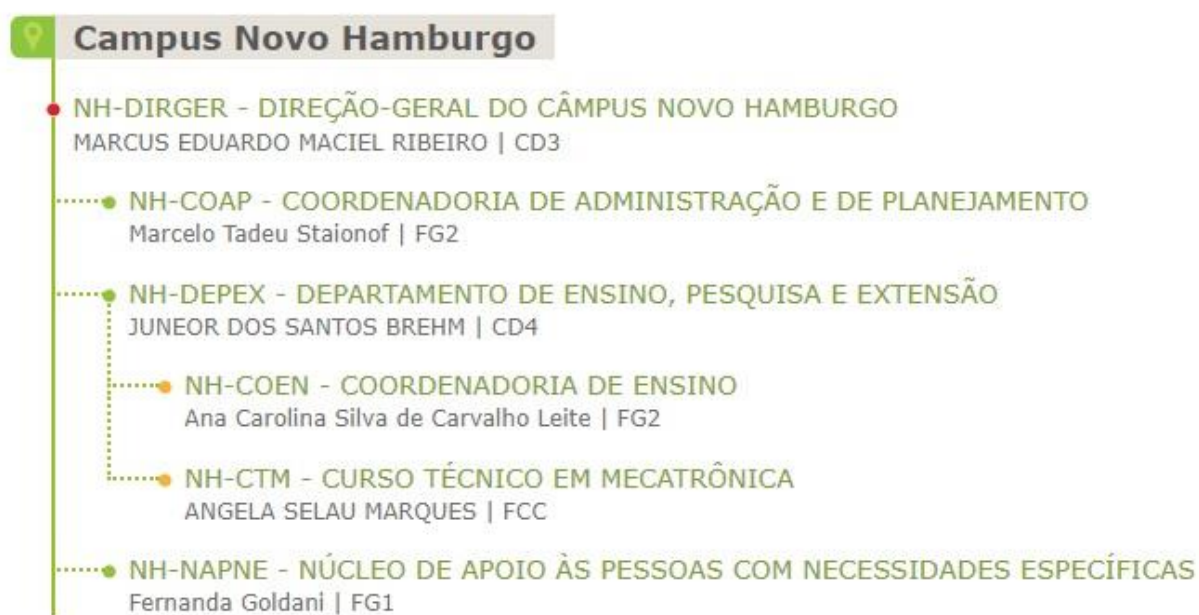 Campus Novo Hamburgo
NH-DIRGER - DIREÇÃO-GERAL DO CÂMPUS NOVO HAMBURGO
MARCUS EDUARDO MACIEL RIBEIRO | CD3
NH-COAP - COORDENADORIA DE ADMINISTRAÇÃO E DE PLANEJAMENTO
Marcelo Tadeu Staionof | FG2
NH-DEPEX - DEPARTAMENTO DE ENSINO, PESQUISA E EXTENSÃO
JUNEOR DOS SANTOS BREHM | CD4
NH-COEN - COORDENADORIA DE ENSINO
Ana Carolina Silva de Carvalho Leite | FG2
NH-CTM - CURSO TÉCNICO EM MECATRÔNICA
ANGELA SELAU MARQUES | FCC
NH-NAPNE - NÚCLEO DE APOIO ÀS PESSOAS COM NECESSIDADES ESPECÍFICAS
Fernanda Goldani | FG1